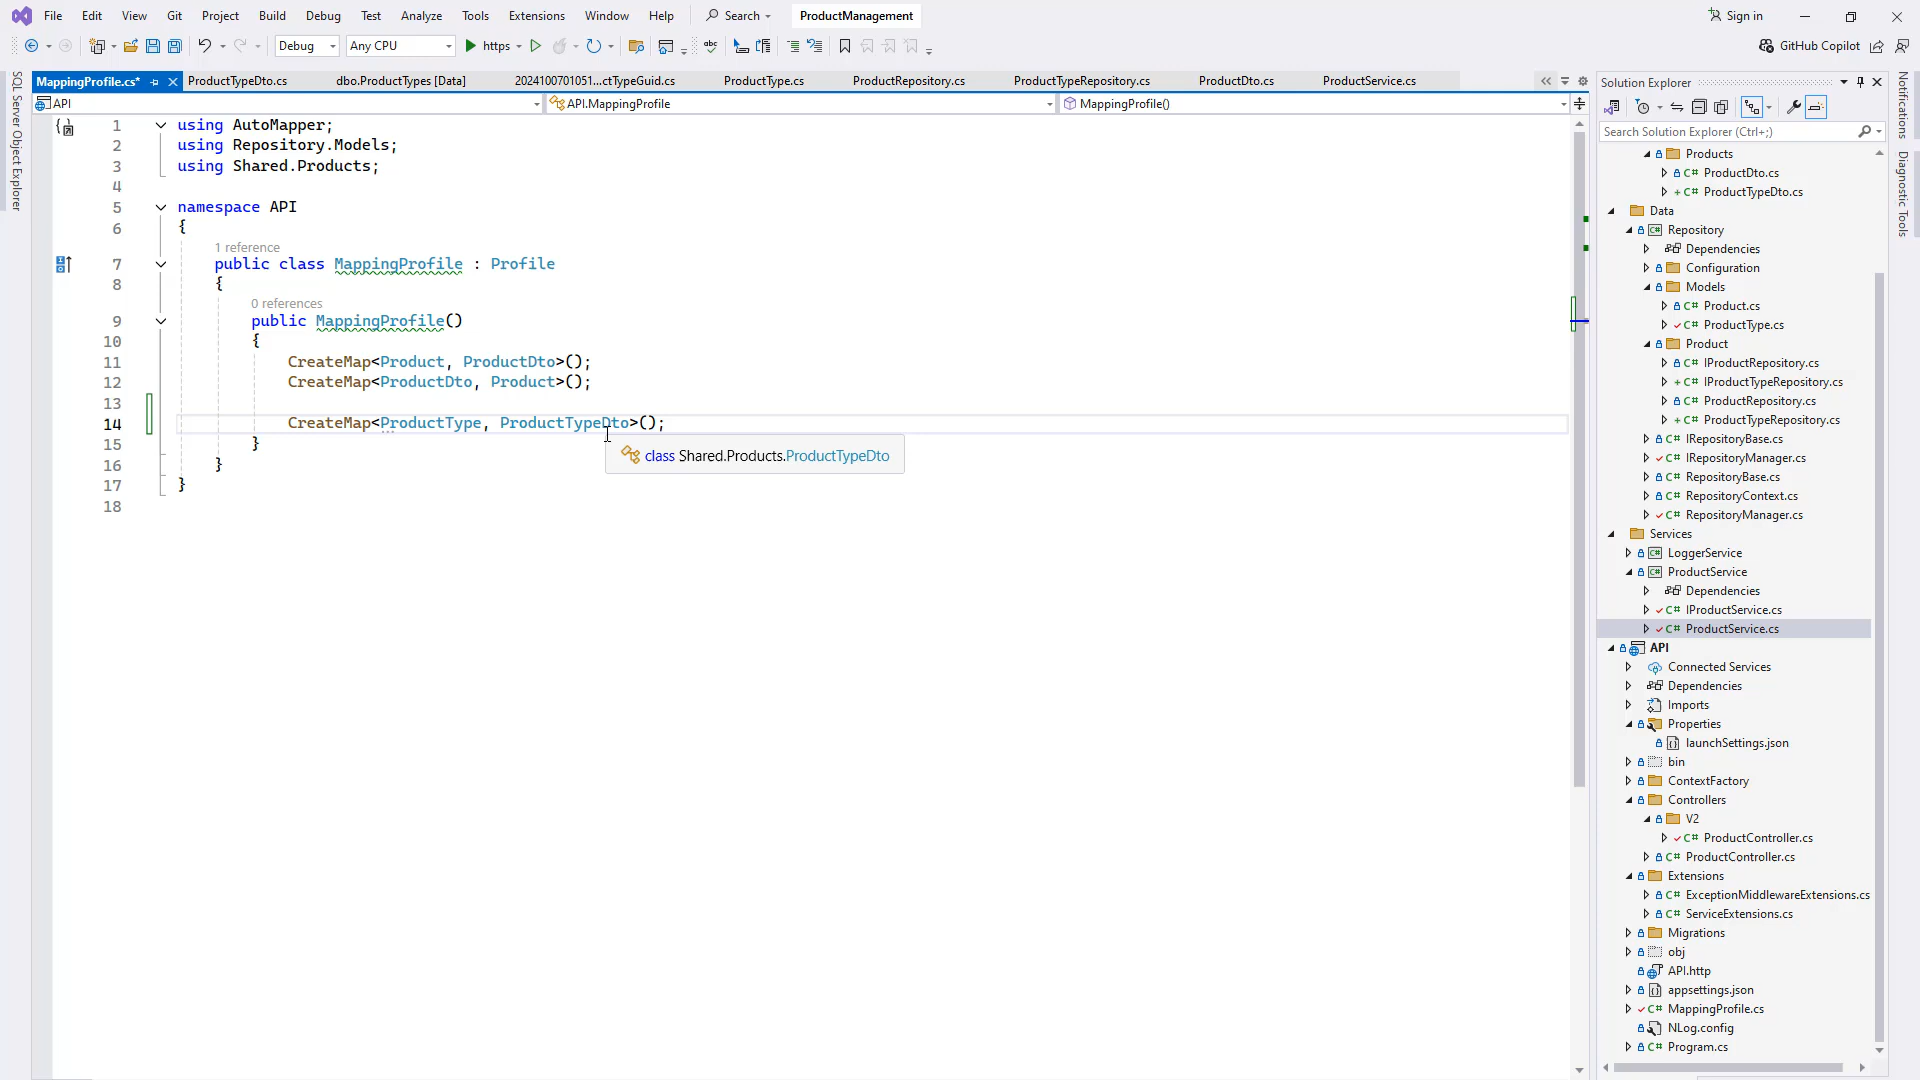 File Edit View Git Project Build Debug Test Analyze Tools Extensions Window Help Search ProductManagement Sign in
Debug Any CPU https GitHub Copilot
MappingProfile.cs* ProductTypeDto.cs dbo.ProductTypes [Data] 2024100701051...ctTypeGuid.cs ProductType.cs ProductRepository.cs ProductTypeRepository.cs ProductDto.cs ProductService.cs
API API.MappingProfile MappingProfile()
SQL Server Object Explorer
1 using AutoMapper;
2 using Repository.Models;
3 using Shared.Products;
4
5 namespace API
6 {
1 reference
7 public class MappingProfile : Profile
8 {
0 references
9 public MappingProfile()
10 {
11 CreateMap<Product, ProductDto>();
12 CreateMap<ProductDto, Product>();
13
14 CreateMap<ProductType, ProductTypeDto>();
15 }
class Shared.Products.ProductTypeDto
16 }
17 }
18
Solution Explorer
Search Solution Explorer (Ctrl+;)
Products
C# ProductDto.cs
C# ProductTypeDto.cs
Data
Repository
Dependencies
Configuration
Models
C# Product.cs
C# ProductType.cs
Product
C# IProductRepository.cs
C# IProductTypeRepository.cs
C# ProductRepository.cs
C# ProductTypeRepository.cs
C# IRepositoryBase.cs
C# IRepositoryManager.cs
C# RepositoryBase.cs
C# RepositoryContext.cs
C# RepositoryManager.cs
Services
LoggerService
ProductService
Dependencies
C# IProductService.cs
C# ProductService.cs
API
Connected Services
Dependencies
Imports
Properties
launchSettings.json
bin
ContextFactory
Controllers
V2
C# ProductController.cs
C# ProductController.cs
Extensions
C# ExceptionMiddlewareExtensions.cs
C# ServiceExtensions.cs
Migrations
obj
API.http
appsettings.json
C# MappingProfile.cs
NLog.config
C# Program.cs
Notifications
Diagnostic Tools